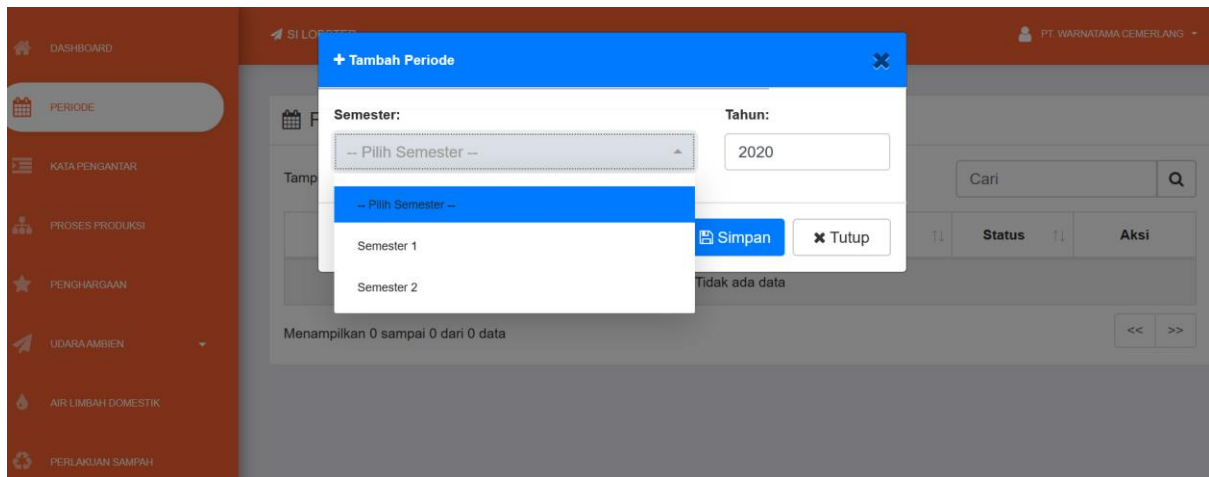 DASHBOARD
PERIODE
KATA PENGANTAR
PROSES PRODUKSI
PENGHARGAAN
UDARA AMBIEN
AIR LIMBAH DOMESTIK
PERLAKUAN SAMPAH
SI
PT. WARNATAMA CEMERLANG
+ Tambah Periode
Semester:
Tahun:
-- Pilih Semester --
2020
-- Pilih Semester --
Semester 1
Semester 2
Simpan
Tutup
Cari
Status
Aksi
Tidak ada data
Menampilkan 0 sampai 0 dari 0 data
<< >>